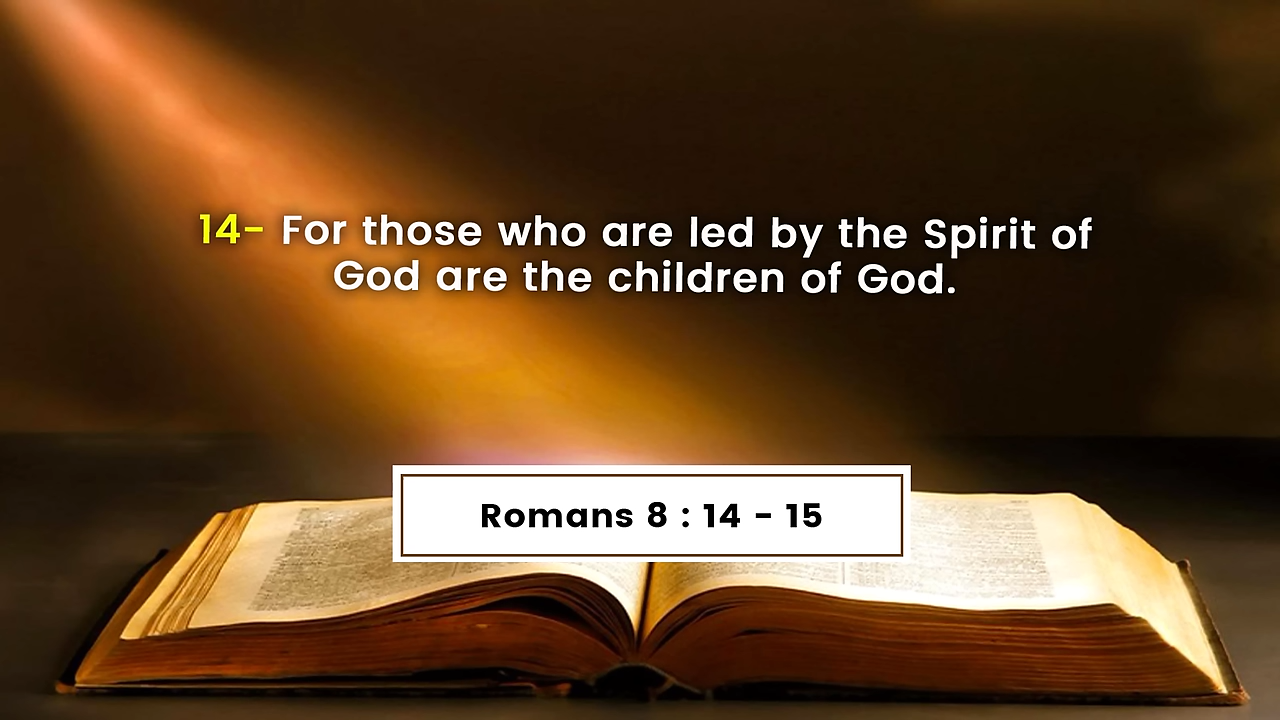 14- For those who are led by the Spirit of
God are the children of God.
Romans 8 : 14 - 15